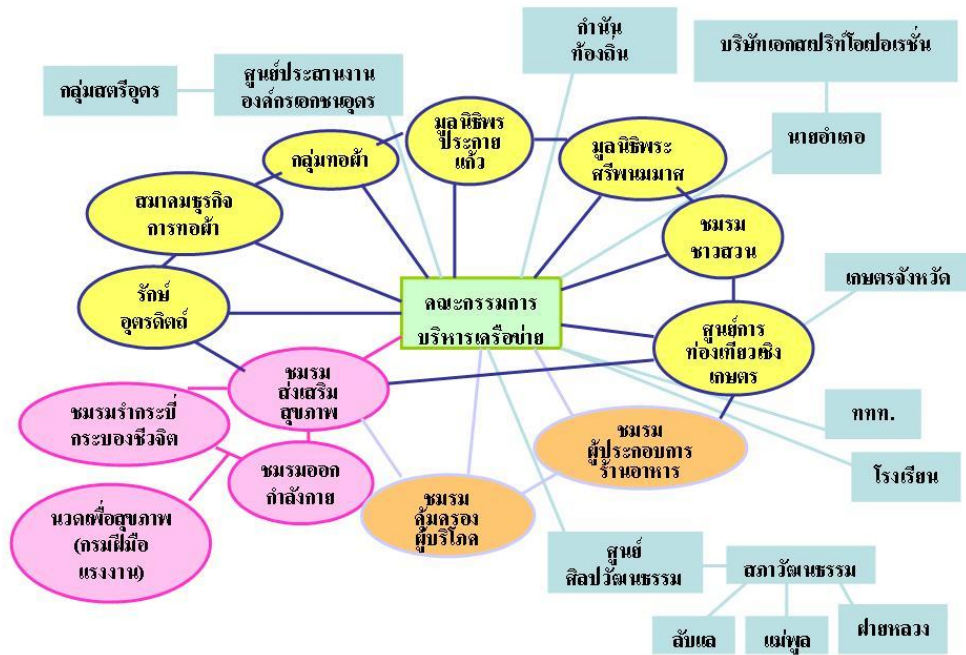 กำนัน
ท้องถิ่น
บริษัทเอกสเปริท์โอเปอเรชั่น
ศูนย์ประสานงาน
องค์กรเอกชนอุดร
กลุ่มสตรีอุดร
นายอำเภอ
มูลนิธิพร
ประกาย
แก้ว
กลุ่มทอผ้า
มูลนิธิพระ
ศรีพนมมาศ
สมาคมธุรกิจ
การทอผ้า
ชมรม
ชาวสวน
เกษตรจังหวัด
รักษ์
อุตรดิตถ์
คณะกรรมการ
บริหารเครือข่าย
ศูนย์การ
ท่องเที่ยวเชิง
เกษตร
ชมรม
ส่งเสริม
สุขภาพ
ททท.
ชมรมรำกระบี่
กระบองชีวจิต
ชมรม
ผู้ประกอบการ
ร้านอาหาร
โรงเรียน
ชมรมออก
กำลังกาย
ชมรม
คุ้มครอง
ผู้บริโภค
นวดเพื่อสุขภาพ
(กรมฝีมือ
แรงงาน)
ศูนย์
ศิลปวัฒนธรรม
สภาวัฒนธรรม
ลับแล
แม่พูล
ฝายหลวง